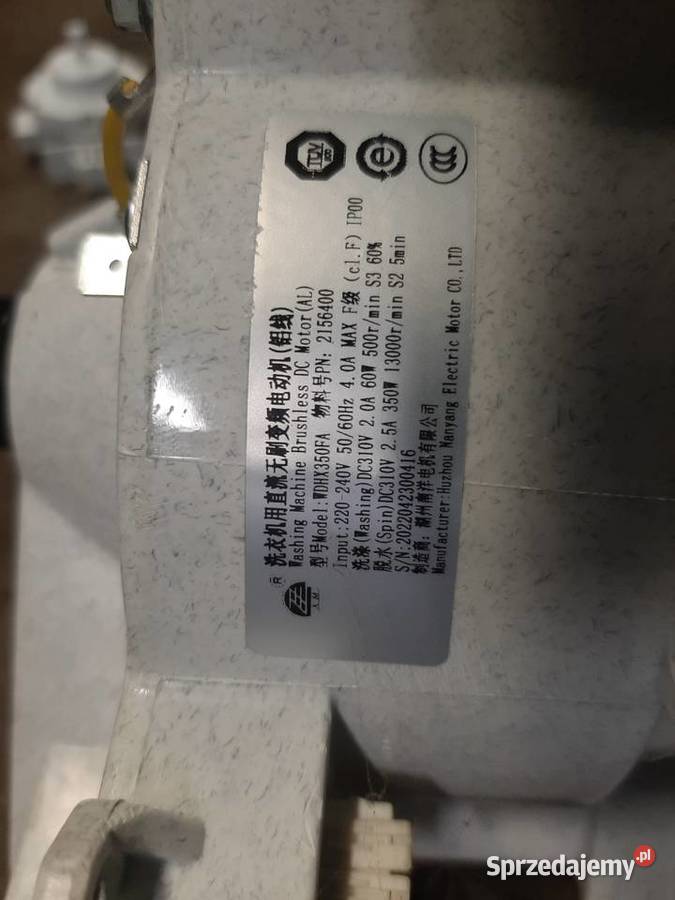 TÜV
e
CCC
洗衣机用直流无刷变频电动机(铝线)
Washing Machine Brushless DC Motor(AL)
型号Model:WDHX350FA 物料号PN: 2156400
Input:220-240V 50/60Hz 4.0A MAX F级 (cl.F) IP00
洗涤(Washing)DC310V 2.0A 60W 500r/min S3 60%
脱水(Spin)DC310V 2.5A 350W 13000r/min S2 5min
S/N:2022042300416
制造商: 湖州南洋电机有限公司
Manufacturer:Huzhou Nanyang Electric Motor CO.,LTD
Sprzedajemy.pl